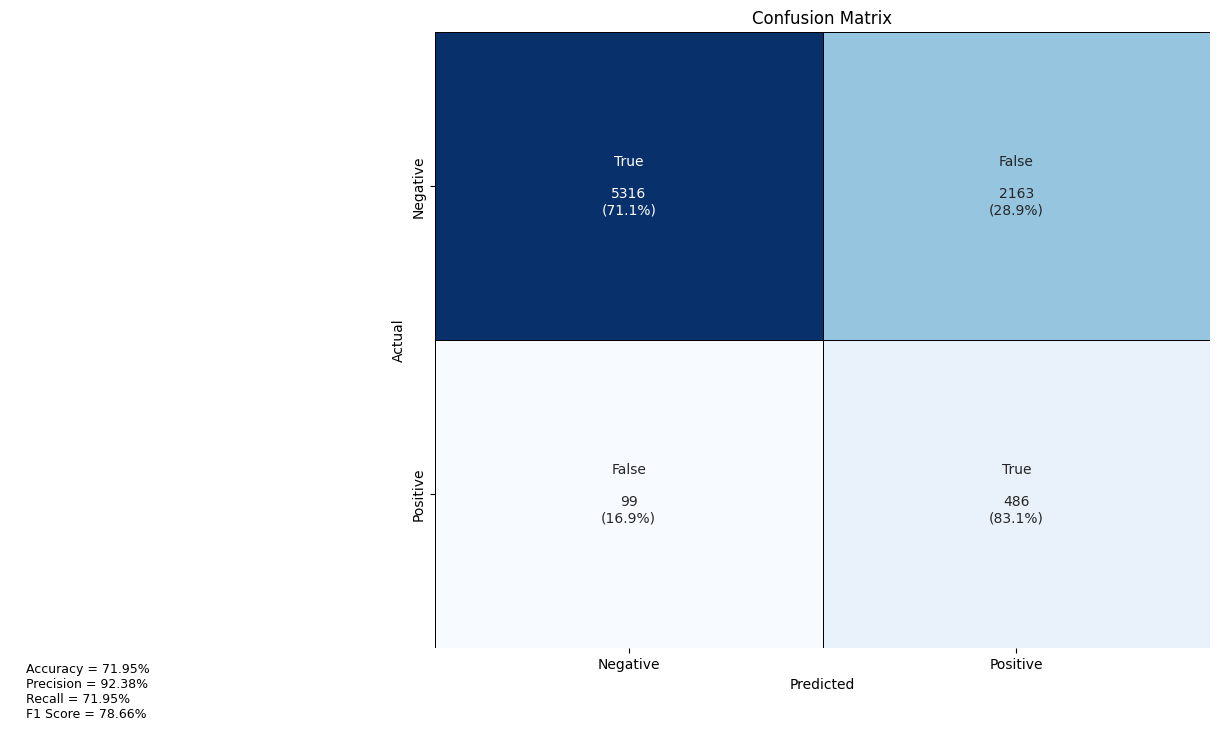 Confusion Matrix
Actual
Negative
True
5316
(71.1%)
False
2163
(28.9%)
Positive
False
99
(16.9%)
True
486
(83.1%)
Negative
Positive
Predicted
Accuracy = 71.95%
Precision = 92.38%
Recall = 71.95%
F1 Score = 78.66%